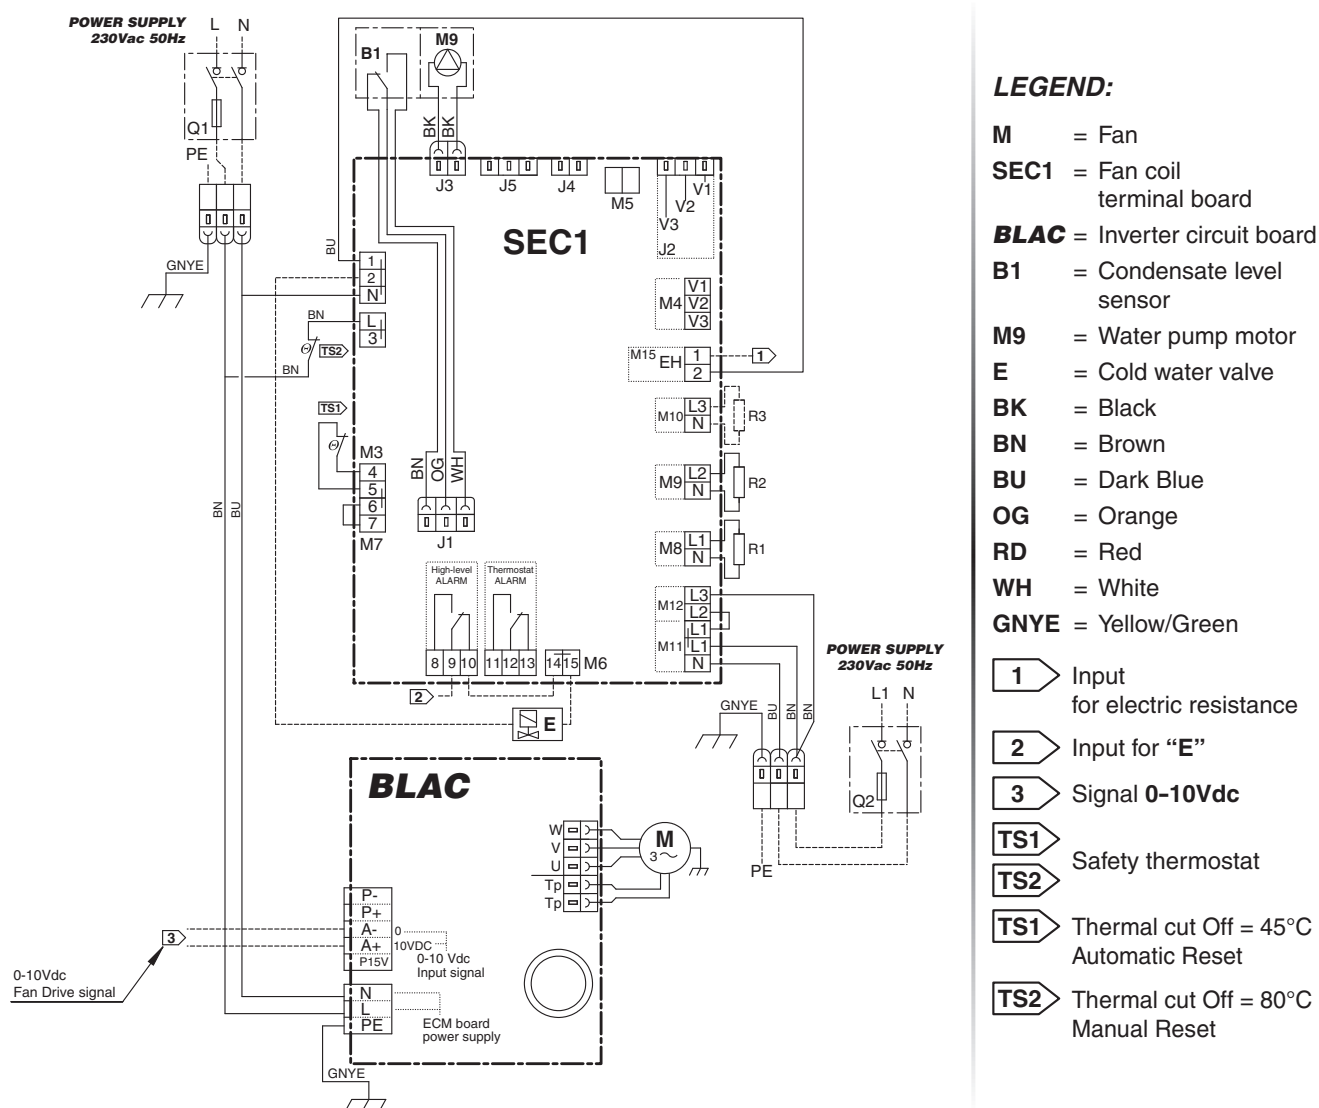 POWER SUPPLY
230Vac 50Hz
L N
Q1
PE
GNYE
B1
M9
BK
BK
J3
J5
J4
M5
V1
V2
V3
J2
SEC1
BU
1
2
N
L
3
BN
TS2
BN
TS1
M3
4
5
6
7
M7
BN
BU
BN
OG
WH
J1
M4
V1
V2
V3
M15
EH
1
2
1
M10
L3
N
R3
M9
L2
N
R2
M8
L1
N
R1
M12
L3
L2
M11
L1
L1
N
High-level
ALARM
Thermostat
ALARM
8 9 10
11 12 13
14 15
M6
2
E
POWER SUPPLY
230Vac 50Hz
L1 N
GNYE
BU
BN
BN
Q2
PE
BLAC
W
V
U
Tp
Tp
M
3
P-
P+
A-
A+
P15V
0
10VDC
0-10 Vdc
Input signal
3
0-10Vdc
Fan Drive signal
N
L
PE
ECM board
power supply
GNYE
LEGEND:
M = Fan
SEC1 = Fan coil
terminal board
BLAC = Inverter circuit board
B1 = Condensate level
sensor
M9 = Water pump motor
E = Cold water valve
BK = Black
BN = Brown
BU = Dark Blue
OG = Orange
RD = Red
WH = White
GNYE = Yellow/Green
1 Input
for electric resistance
2 Input for “E”
3 Signal 0-10Vdc
TS1
TS2
Safety thermostat
TS1 Thermal cut Off = 45°C
Automatic Reset
TS2 Thermal cut Off = 80°C
Manual Reset